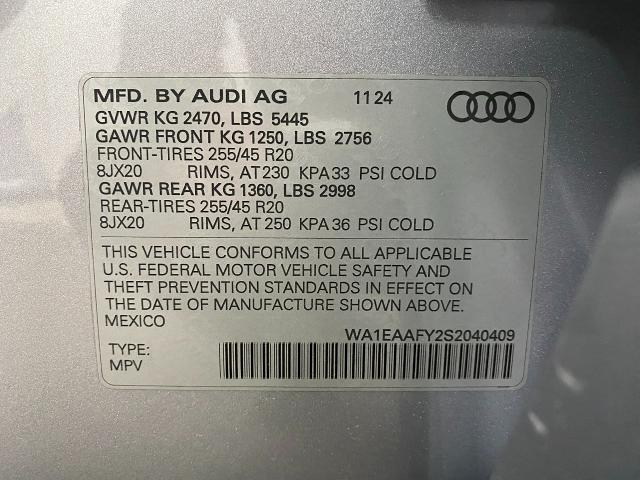 MFD. BY AUDI AG 11 24
GVWR KG 2470, LBS 5445
GAWR FRONT KG 1250, LBS 2756
FRONT-TIRES 255/45 R20
8JX20 RIMS, AT 230 KPA 33 PSI COLD
GAWR REAR KG 1360, LBS 2998
REAR-TIRES 255/45 R20
8JX20 RIMS, AT 250 KPA 36 PSI COLD
THIS VEHICLE CONFORMS TO ALL APPLICABLE
U.S. FEDERAL MOTOR VEHICLE SAFETY AND
THEFT PREVENTION STANDARDS IN EFFECT ON
THE DATE OF MANUFACTURE SHOWN ABOVE.
MEXICO
WA1EAAFY2S2040409
TYPE:
MPV